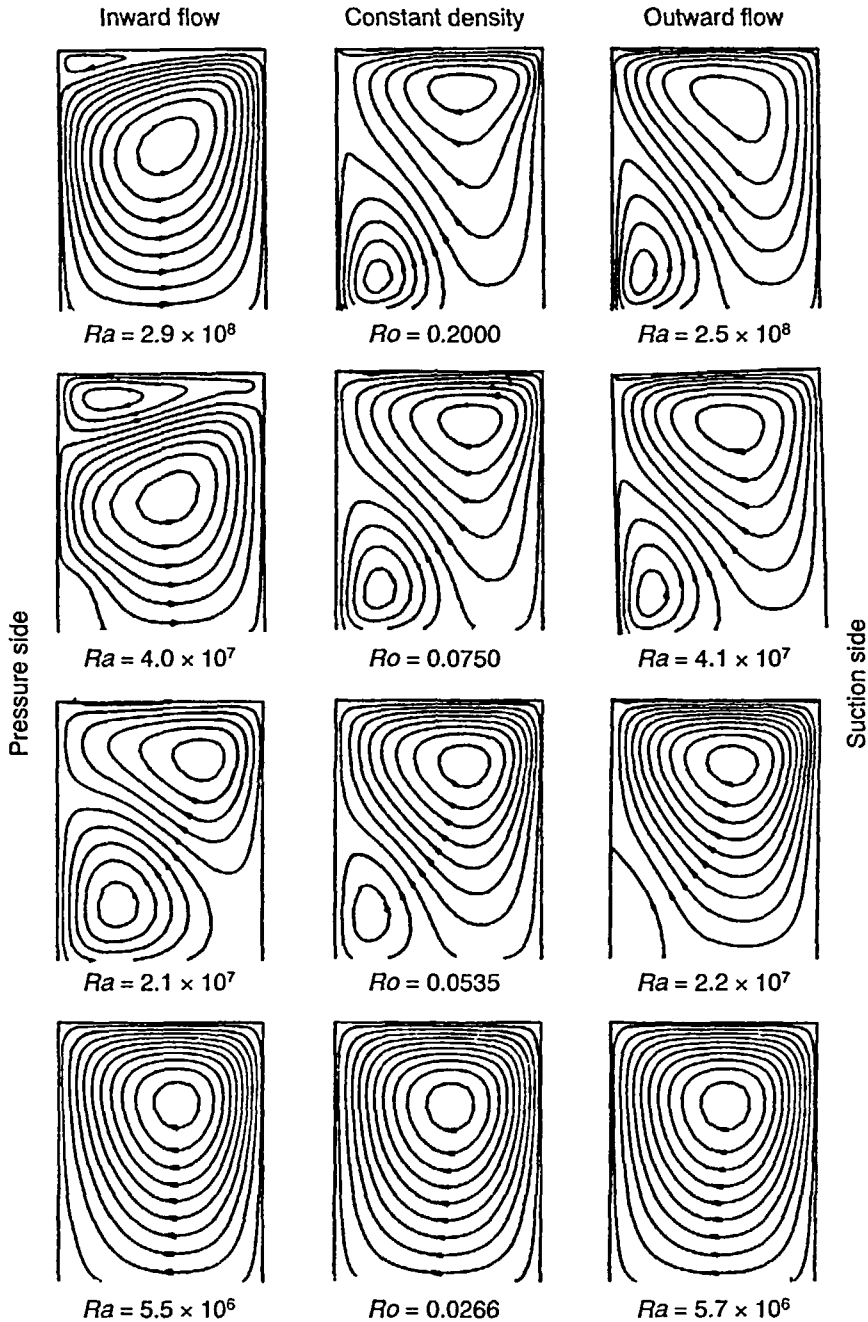 Inward flow Constant density Outward flow
Ra = 2.9 × 10⁸ Ro = 0.2000 Ra = 2.5 × 10⁸
Ra = 4.0 × 10⁷ Ro = 0.0750 Ra = 4.1 × 10⁷
Pressure side
Suction side
Ra = 2.1 × 10⁷ Ro = 0.0535 Ra = 2.2 × 10⁷
Ra = 5.5 × 10⁶ Ro = 0.0266 Ra = 5.7 × 10⁶